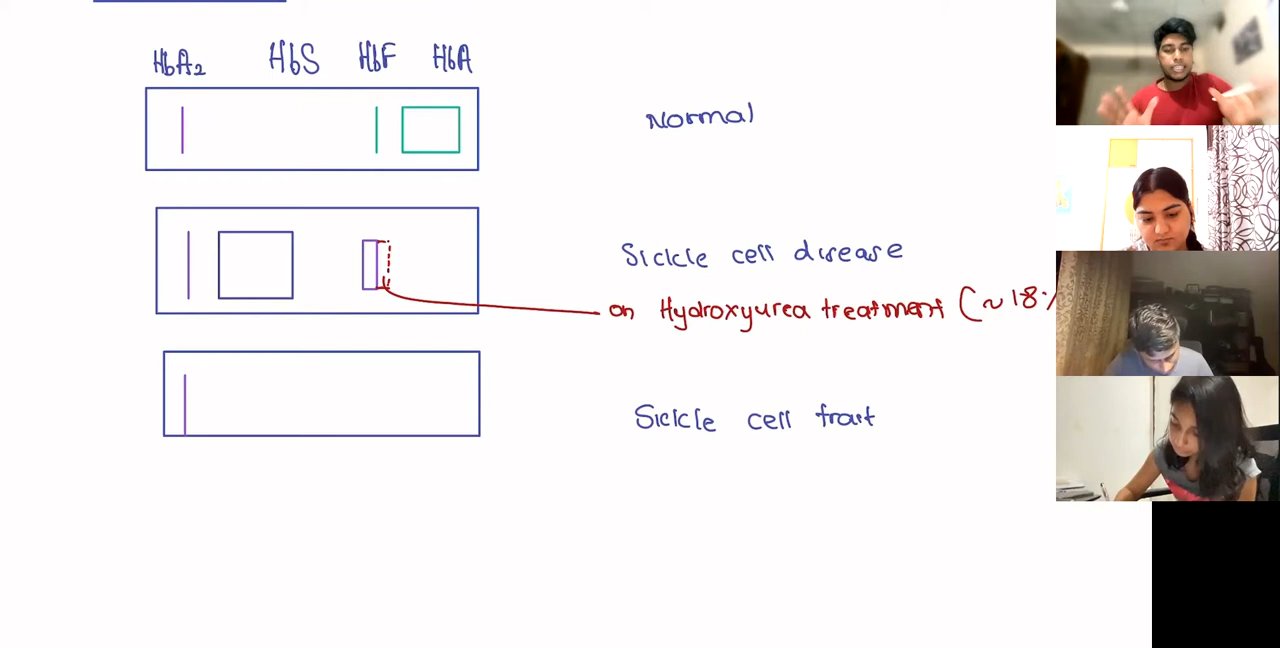 HbA₂ HbS HbF HbA
Normal
Sickle cell disease
on Hydroxyurea treatment (~18%
Sickle cell trait